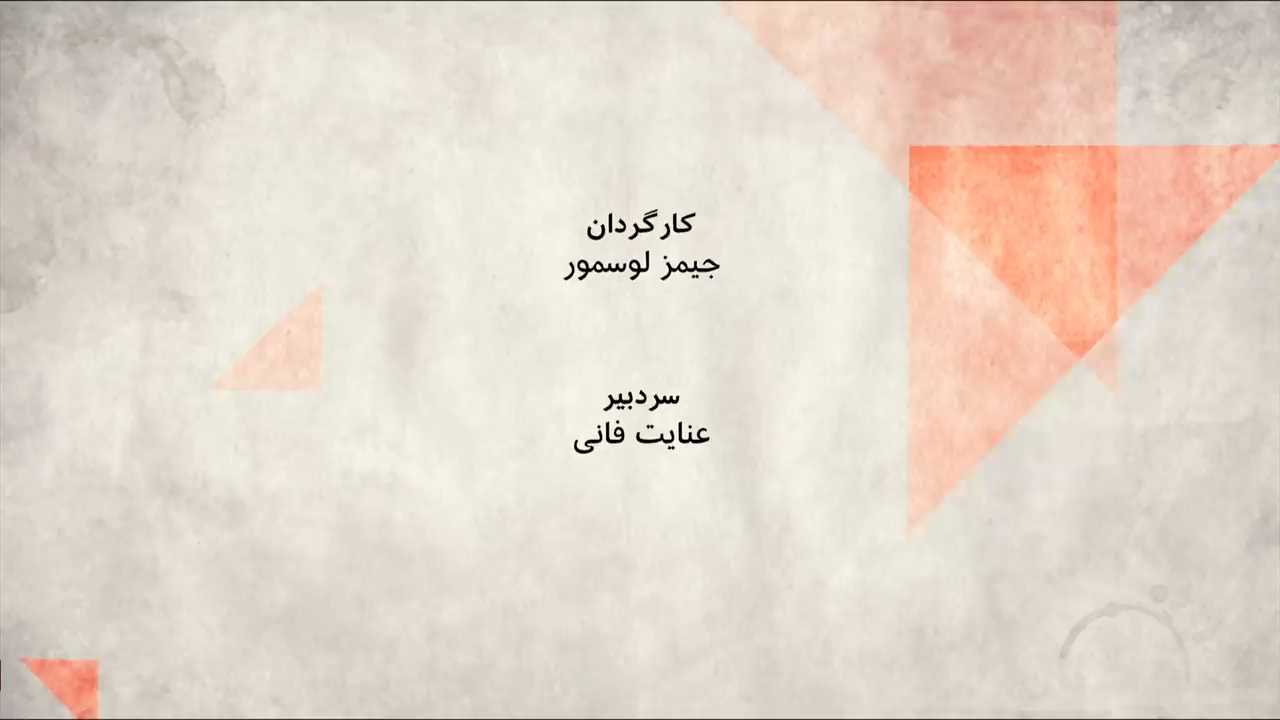 کارگردان
جیمز لوسمور
سردبیر
عنایت فانی